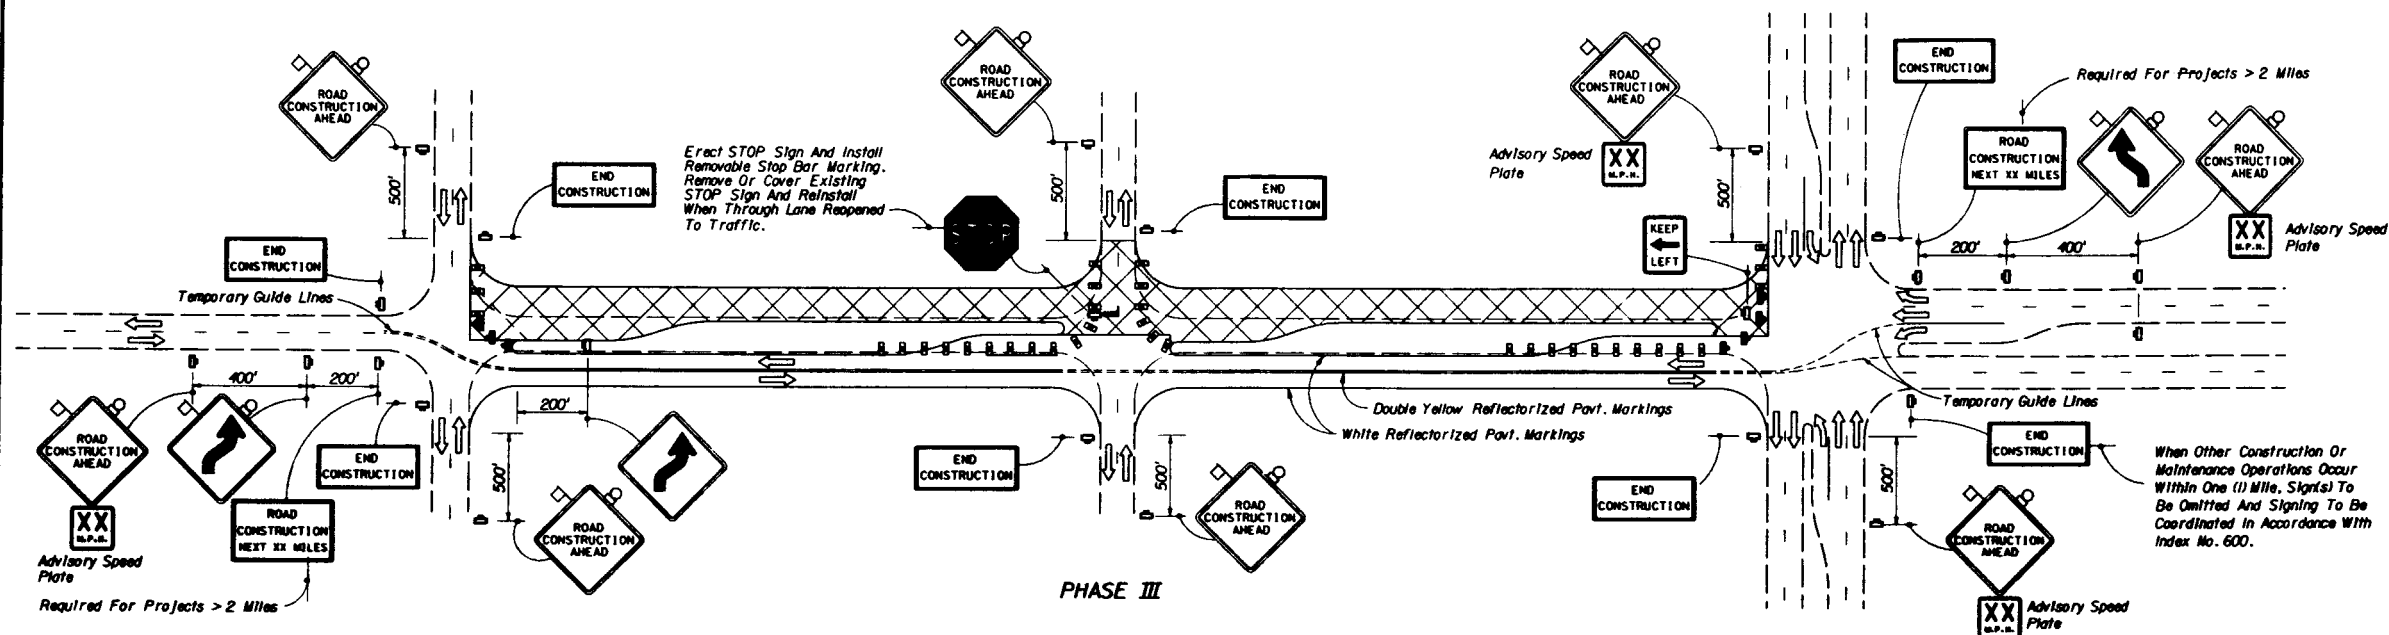 ROAD
CONSTRUCTION
AHEAD
500'
END
CONSTRUCTION
Erect STOP Sign And Install
Removable Stop Bar Marking.
Remove Or Cover Existing
STOP Sign And Reinstall
When Through Lane Reopened
To Traffic.
ROAD
CONSTRUCTION
AHEAD
500'
END
CONSTRUCTION
ROAD
CONSTRUCTION
AHEAD
XX
M.P.H.
Advisory Speed
Plate
500'
KEEP
LEFT
END
CONSTRUCTION
Required For Projects > 2 Miles
ROAD
CONSTRUCTION
NEXT XX MILES
ROAD
CONSTRUCTION
AHEAD
XX
M.P.H.
Advisory Speed
Plate
200'
400'
END
CONSTRUCTION
Temporary Guide Lines
400'
200'
ROAD
CONSTRUCTION
AHEAD
XX
M.P.H.
Advisory Speed
Plate
ROAD
CONSTRUCTION
NEXT XX MILES
Required For Projects > 2 Miles
END
CONSTRUCTION
200'
500'
ROAD
CONSTRUCTION
AHEAD
END
CONSTRUCTION
500'
ROAD
CONSTRUCTION
AHEAD
Double Yellow Reflectorized Pavt. Markings
White Reflectorized Pavt. Markings
END
CONSTRUCTION
Temporary Guide Lines
END
CONSTRUCTION
500'
When Other Construction Or
Maintenance Operations Occur
Within One (1) Mile, Sign(s) To
Be Omitted And Signing To Be
Coordinated In Accordance With
Index No. 600.
ROAD
CONSTRUCTION
AHEAD
XX
M.P.H.
Advisory Speed
Plate
PHASE III